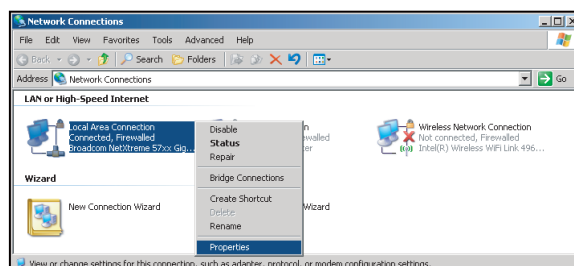 Network Connections
File Edit View Favorites Tools Advanced Help
Back Search Folders
Address Network Connections Go
LAN or High-Speed Internet
Local Area Connection
Connected, Firewalled
Broadcom NetXtreme 57xx Gig...
Disable
Status
Repair
Bridge Connections
Create Shortcut
Delete
Rename
Properties
Wireless Network Connection
Not connected, Firewalled
Intel(R) Wireless WiFi Link 496...
Wizard
New Connection Wizard
Wizard
View or change settings for this connection, such as adapter, protocol, or modem configuration settings.